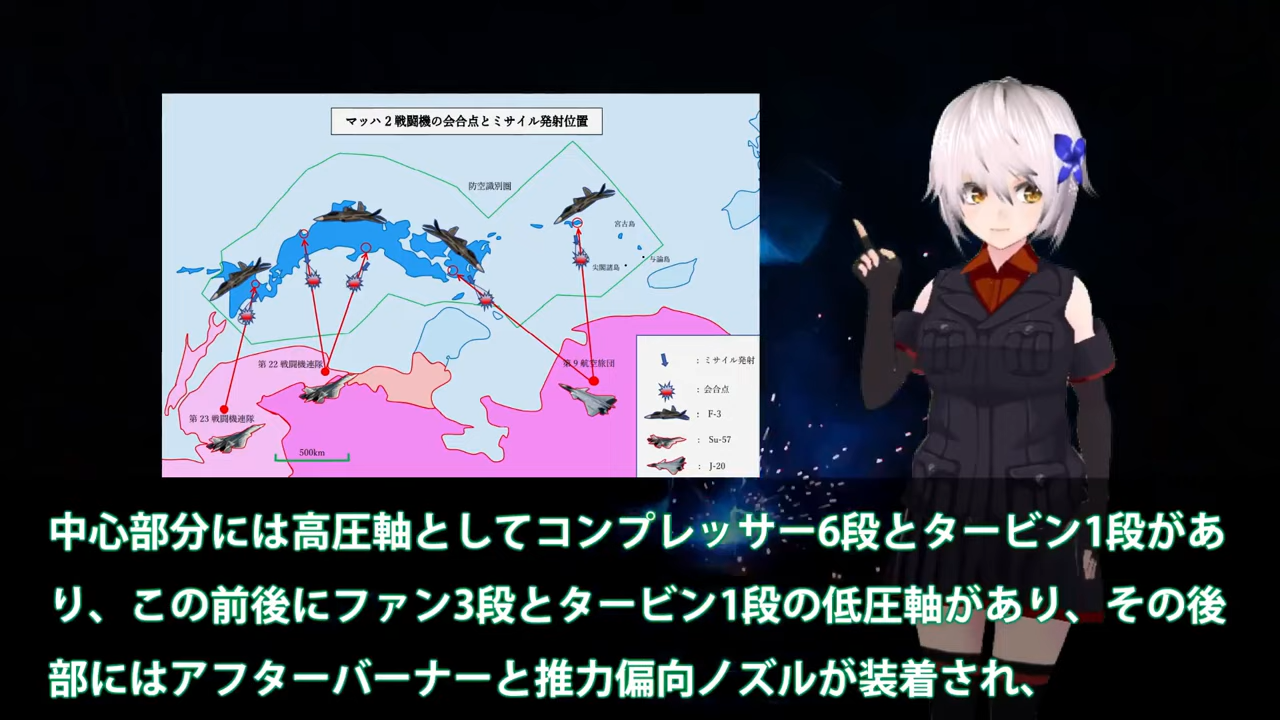 マッハ2戦闘機の会合点とミサイル発射位置
防空識別圏
宮古島
尖閣諸島
与論島
第22戦闘機連隊
第9航空旅団
第23戦闘機連隊
500km
：ミサイル発射
：会合点
：F-3
：Su-57
：J-20
中心部分には高圧軸としてコンプレッサー6段とタービン1段があ
り、この前後にファン3段とタービン1段の低圧軸があり、その後
部にはアフターバーナーと推力偏向ノズルが装着され、